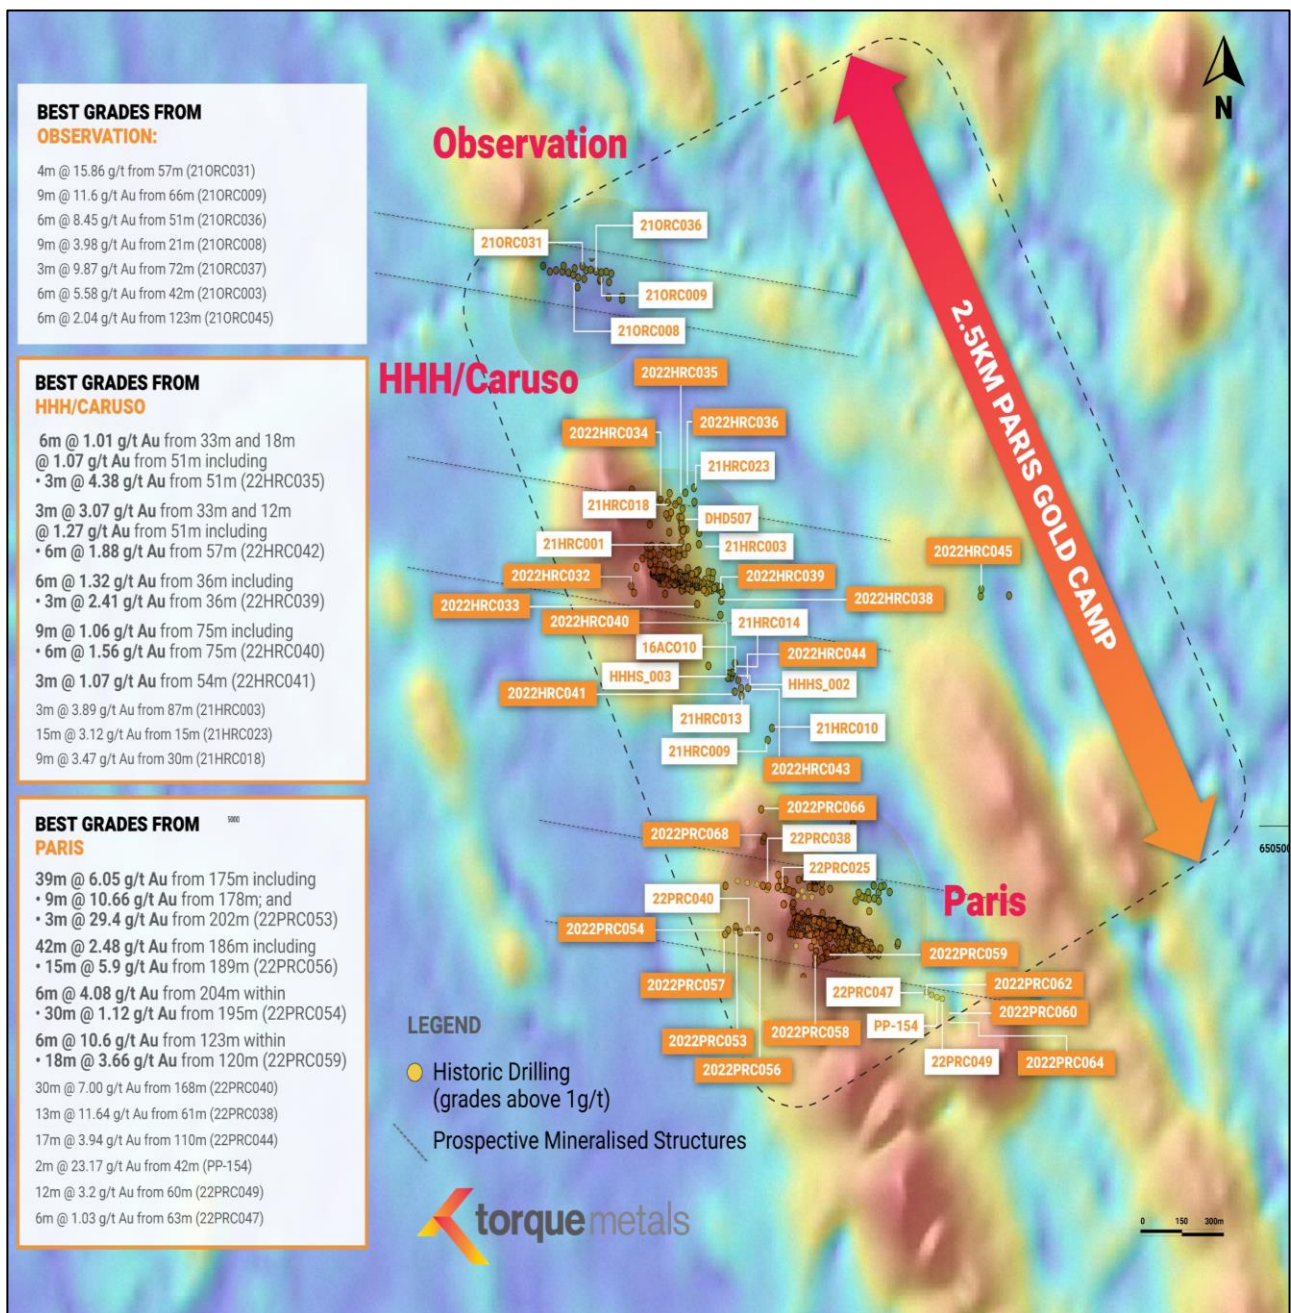 BEST GRADES FROM
OBSERVATION:
4m @ 15.86 g/t from 57m (21ORC031)
9m @ 11.6 g/t Au from 66m (21ORC009)
6m @ 8.45 g/t Au from 51m (21ORC036)
9m @ 3.98 g/t Au from 21m (21ORC008)
3m @ 9.87 g/t Au from 72m (21ORC037)
6m @ 5.58 g/t Au from 42m (21ORC003)
6m @ 2.04 g/t Au from 123m (21ORC045)
BEST GRADES FROM
HHH/CARUSO
6m @ 1.01 g/t Au from 33m and 18m
@ 1.07 g/t Au from 51m including
• 3m @ 4.38 g/t Au from 51m (22HRC035)
3m @ 3.07 g/t Au from 33m and 12m
@ 1.27 g/t Au from 51m including
• 6m @ 1.88 g/t Au from 57m (22HRC042)
6m @ 1.32 g/t Au from 36m including
• 3m @ 2.41 g/t Au from 36m (22HRC039)
9m @ 1.06 g/t Au from 75m including
• 6m @ 1.56 g/t Au from 75m (22HRC040)
3m @ 1.07 g/t Au from 54m (22HRC041)
3m @ 3.89 g/t Au from 87m (21HRC003)
15m @ 3.12 g/t Au from 15m (21HRC023)
9m @ 3.47 g/t Au from 30m (21HRC018)
BEST GRADES FROM
5000
PARIS
39m @ 6.05 g/t Au from 175m including
• 9m @ 10.66 g/t Au from 178m; and
• 3m @ 29.4 g/t Au from 202m (22PRC053)
42m @ 2.48 g/t Au from 186m including
• 15m @ 5.9 g/t Au from 189m (22PRC056)
6m @ 4.08 g/t Au from 204m within
• 30m @ 1.12 g/t Au from 195m (22PRC054)
6m @ 10.6 g/t Au from 123m within
• 18m @ 3.66 g/t Au from 120m (22PRC059)
30m @ 7.00 g/t Au from 168m (22PRC040)
13m @ 11.64 g/t Au from 61m (22PRC038)
17m @ 3.94 g/t Au from 110m (22PRC044)
2m @ 23.17 g/t Au from 42m (PP-154)
12m @ 3.2 g/t Au from 60m (22PRC049)
6m @ 1.03 g/t Au from 63m (22PRC047)
N
Observation
21ORC036
21ORC031
21ORC009
21ORC008
2.5KM PARIS GOLD CAMP
HHH/Caruso
2022HRC035
2022HRC036
2022HRC034
21HRC023
21HRC018
DHD507
21HRC001
21HRC003
2022HRC045
2022HRC032
2022HRC039
2022HRC033
2022HRC038
2022HRC040
21HRC014
16ACO10
2022HRC044
HHHS_003
HHHS_002
2022HRC041
21HRC013
21HRC010
21HRC009
2022HRC043
2022PRC066
2022PRC068
22PRC038
22PRC025
650500
22PRC040
Paris
2022PRC054
2022PRC059
2022PRC057
22PRC047
2022PRC062
2022PRC060
PP-154
2022PRC058
2022PRC053
22PRC049
2022PRC064
2022PRC056
LEGEND
Historic Drilling
(grades above 1g/t)
Prospective Mineralised Structures
torquemetals
0 150 300m